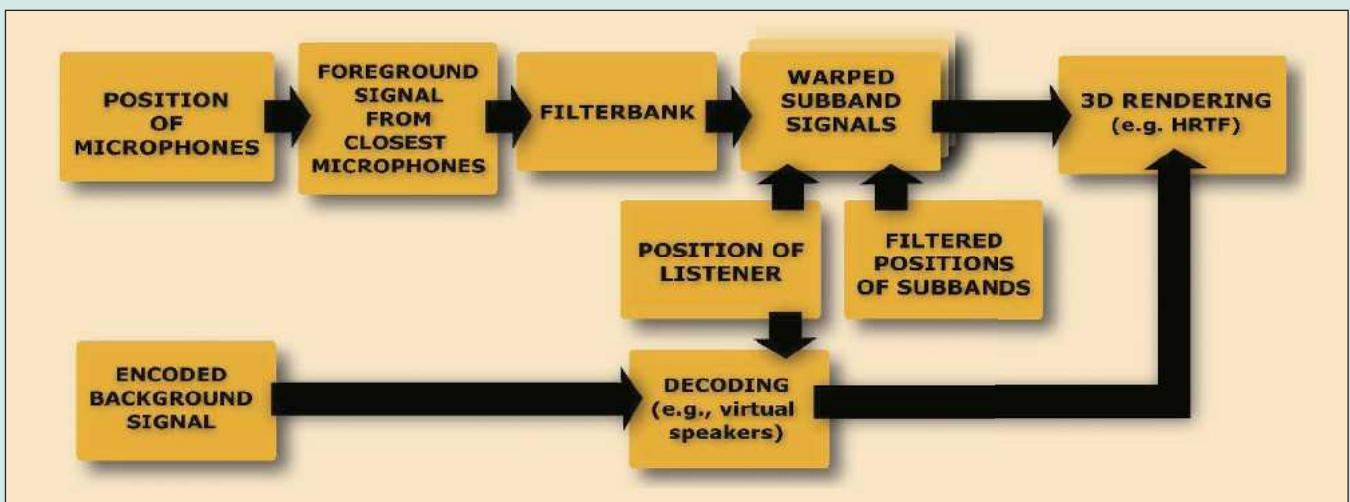 POSITION
OF
MICROPHONES
FOREGROUND
SIGNAL
FROM
CLOSEST
MICROPHONES
FILTERBANK
WARPED
SUBBAND
SIGNALS
3D RENDERING
(e.g. HRTF)
POSITION OF
LISTENER
FILTERED
POSITIONS
OF SUBBANDS
ENCODED
BACKGROUND
SIGNAL
DECODING
(e.g., virtual
speakers)